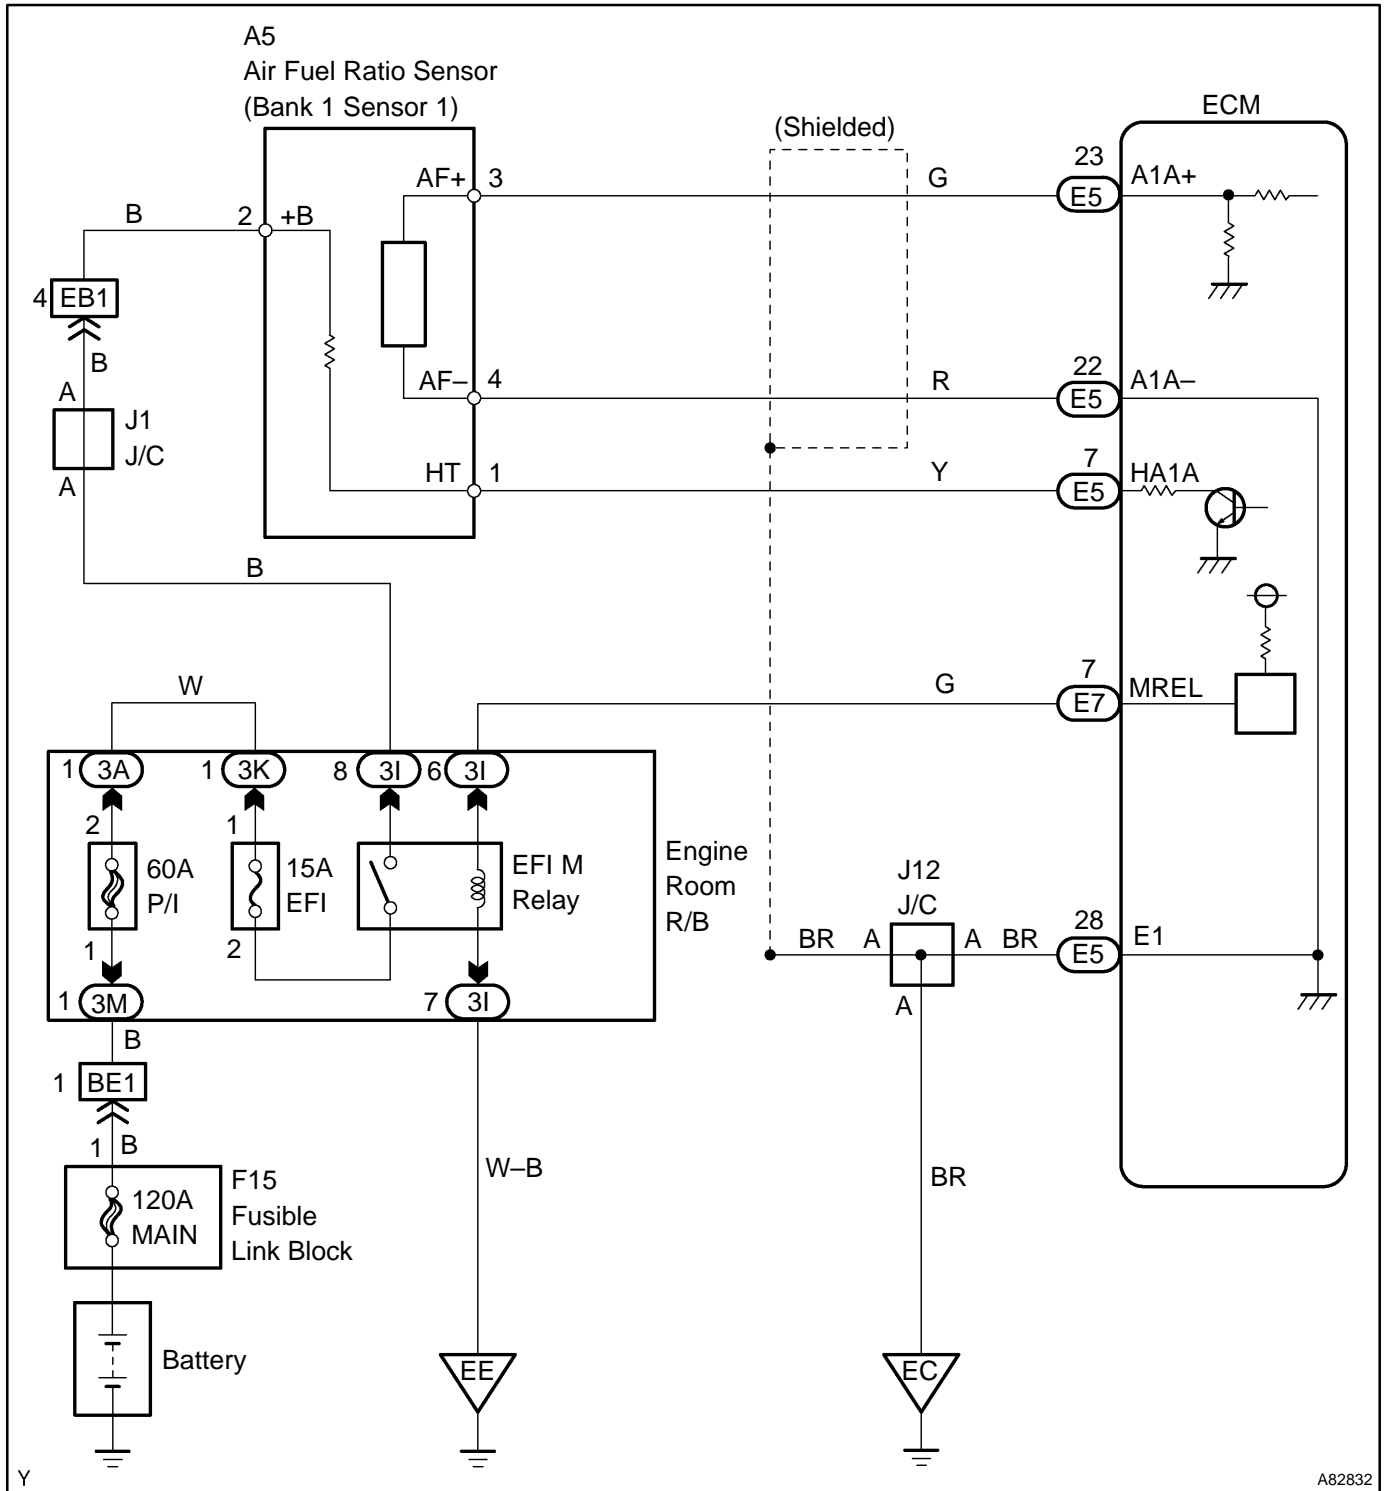 A5
Air Fuel Ratio Sensor
(Bank 1 Sensor 1)
(Shielded)
ECM
AF+ 3
G
23
E5
A1A+
B
2 +B
4 EB1
B
A
J1
J/C
A
AF– 4
R
22
E5
A1A–
HT 1
Y
7
E5
HA1A
B
W
G
7
E7
MREL
1 3A
1 3K
8 3I
6 3I
2
60A
P/I
1
1
15A
EFI
2
EFI M
Relay
Engine
Room
R/B
J12
J/C
BR A
A BR
28
E5
E1
A
1 3M
7 3I
B
1 BE1
1 B
120A
MAIN
F15
Fusible
Link Block
W–B
BR
Battery
EE
EC
Y
A82832